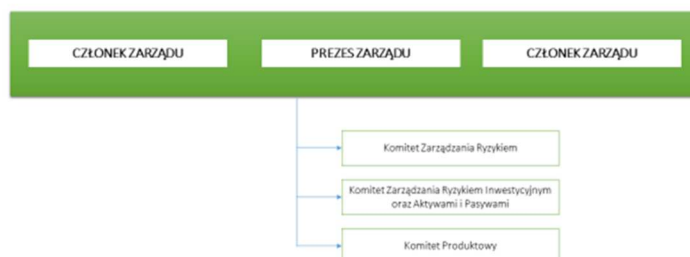 CZŁONEK ZARZĄDU
PREZES ZARZĄDU
CZŁONEK ZARZĄDU
Komitet Zarządzania Ryzykiem
Komitet Zarządzania Ryzykiem Inwestycyjnym
oraz Aktywami i Pasywami
Komitet Produktowy